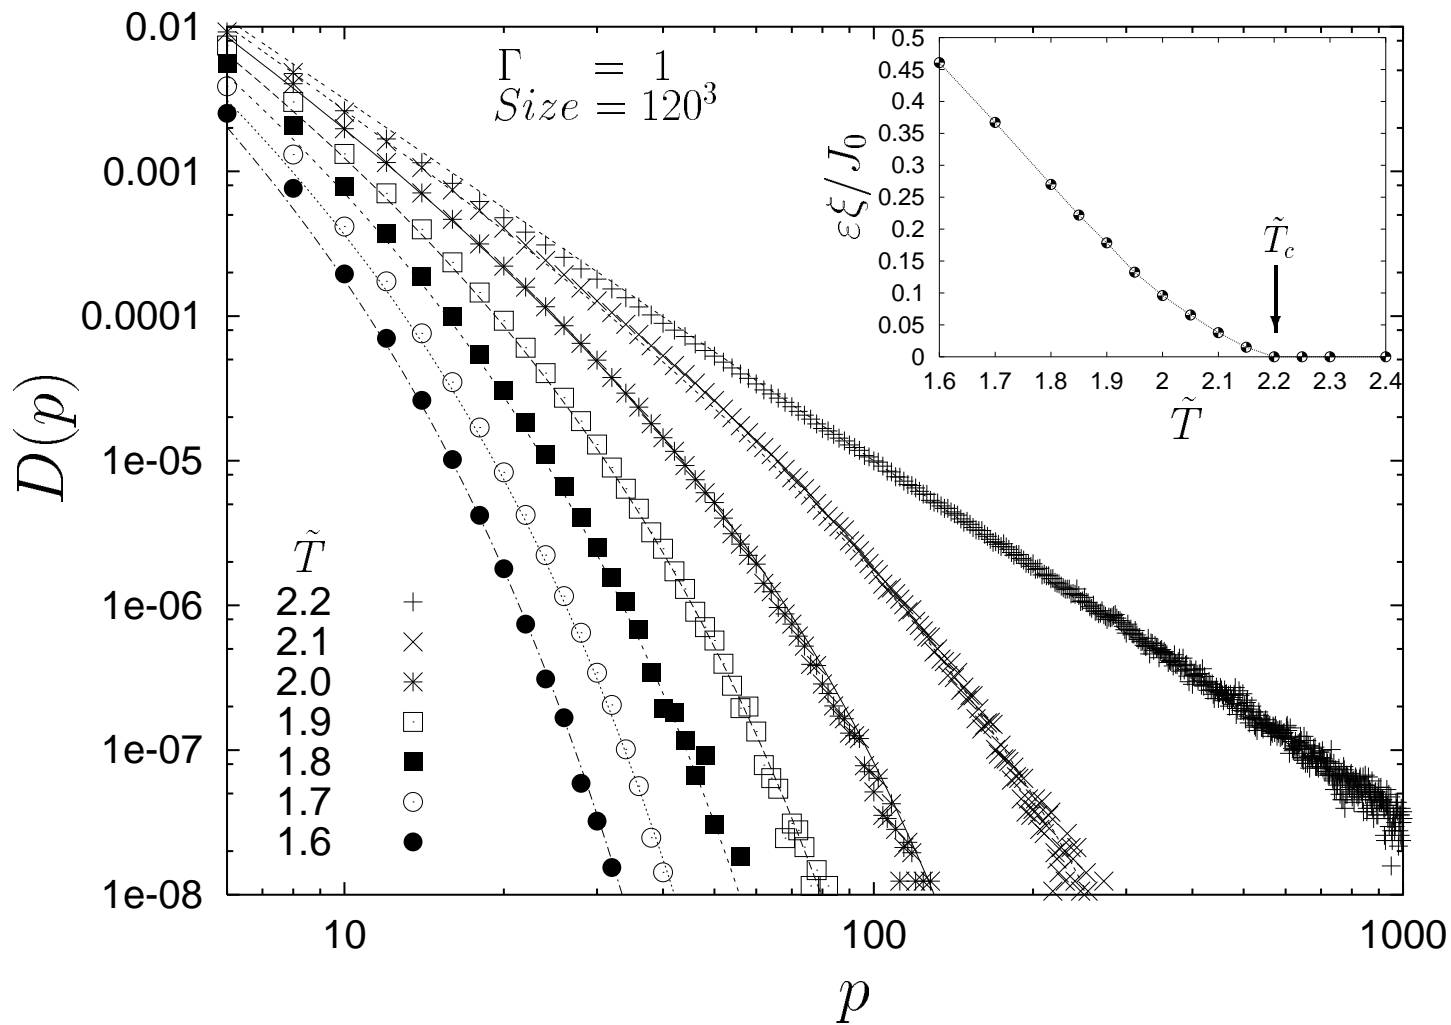 0.01
0.001
0.0001
1e-05
1e-06
1e-07
1e-08
D(p)
10
100
1000
p
Γ = 1
Size = 120³
T̃
2.2
2.1
2.0
1.9
1.8
1.7
1.6
0.5
0.45
0.4
0.35
0.3
0.25
0.2
0.15
0.1
0.05
0
εξ/J₀
T̃c
1.6 1.7 1.8 1.9 2 2.1 2.2 2.3 2.4
T̃